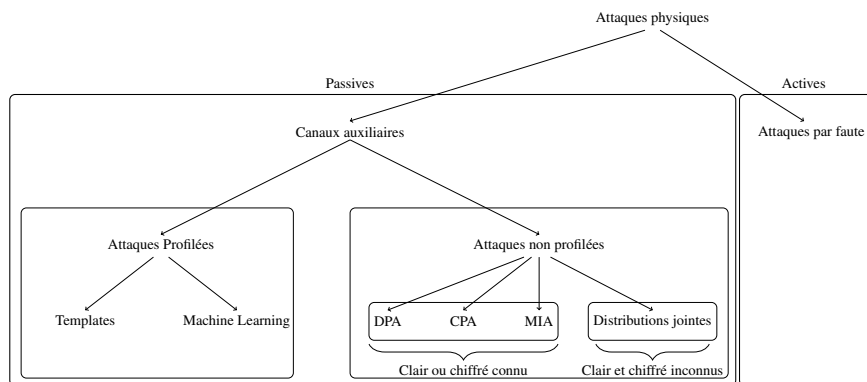 Attaques physiques
Passives
Actives
Canaux auxiliaires
Attaques par faute
Attaques Profilées
Attaques non profilées
Templates
Machine Learning
DPA
CPA
MIA
Distributions jointes
Clair ou chiffré connu
Clair et chiffré inconnus